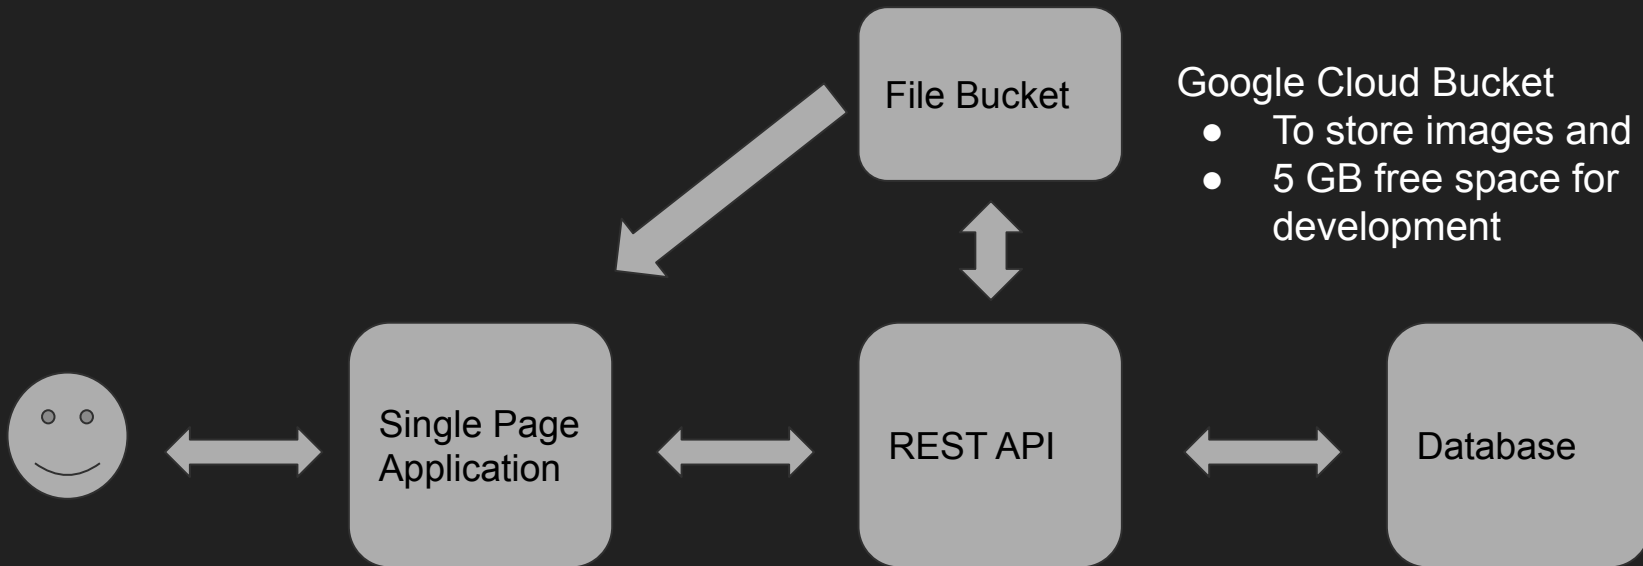 File Bucket
Google Cloud Bucket
● To store images and
● 5 GB free space for
development
Single Page
Application
REST API
Database